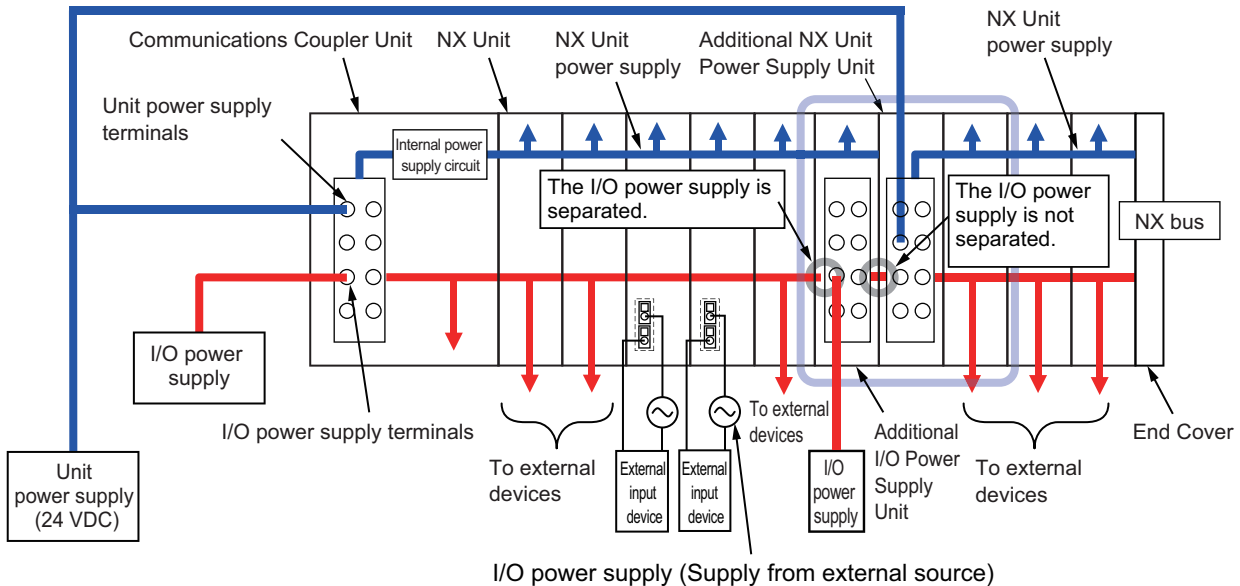 Communications Coupler Unit
NX Unit
NX Unit
power supply
Additional NX Unit
Power Supply Unit
NX Unit
power supply
Unit power supply
terminals
Internal power
supply circuit
The I/O power supply is
separated.
The I/O power
supply is not
separated.
NX bus
I/O power
supply
I/O power supply terminals
Unit
power supply
(24 VDC)
To external
devices
External
input
device
External
input
device
To external
devices
I/O
power
supply
Additional
I/O Power
Supply
Unit
To external
devices
End Cover
I/O power supply (Supply from external source)